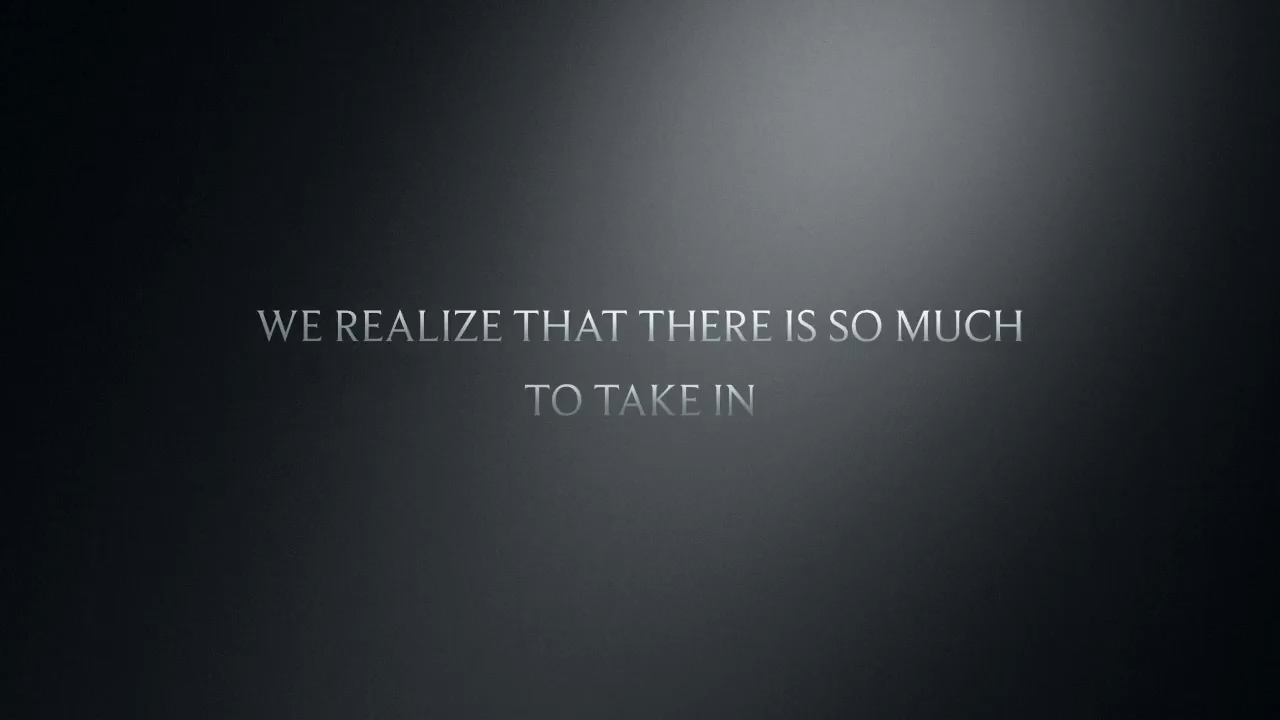 WE REALIZE THAT THERE IS SO MUCH
TO TAKE IN